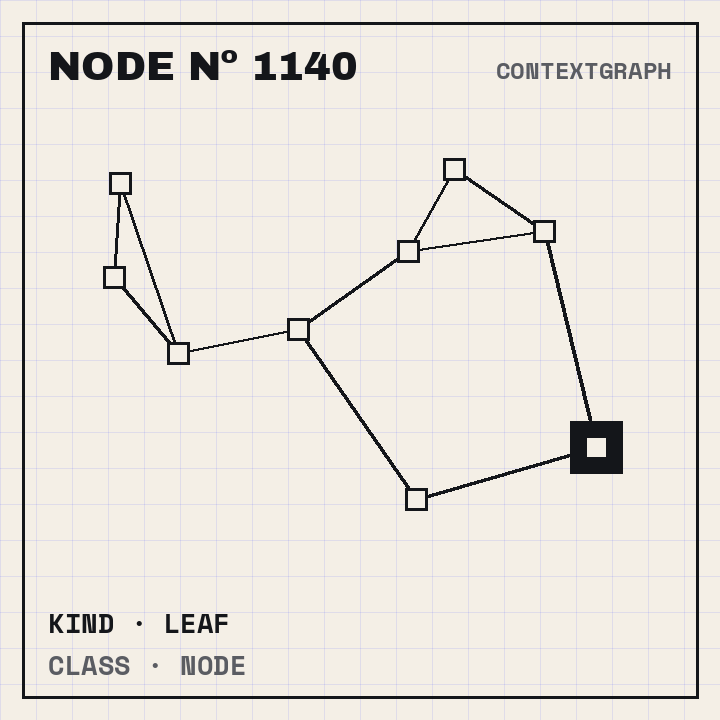 NODE Nº 1140
CONTEXTGRAPH
KIND · LEAF
CLASS · NODE